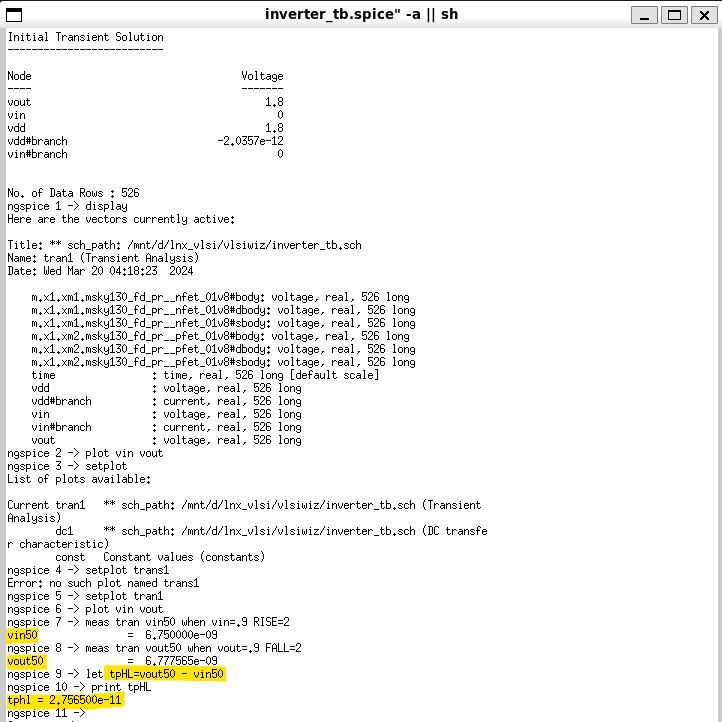 inverter_tb.spice" -a || sh
Initial Transient Solution
--------------------------
Node Voltage
---- -------
vout 1.8
vin 0
vdd 1.8
vdd#branch -2.0357e-12
vin#branch 0
No. of Data Rows : 526
ngspice 1 -> display
Here are the vectors currently active:
Title: ** sch_path: /mnt/d/lnx_vlsi/vlsiwiz/inverter_tb.sch
Name: tran1 (Transient Analysis)
Date: Wed Mar 20 04:18:23  2024
m.x1.xm1.msky130_fd_pr__nfet_01v8#body: voltage, real, 526 long
m.x1.xm1.msky130_fd_pr__nfet_01v8#dbody: voltage, real, 526 long
m.x1.xm1.msky130_fd_pr__nfet_01v8#sbody: voltage, real, 526 long
m.x1.xm2.msky130_fd_pr__pfet_01v8#body: voltage, real, 526 long
m.x1.xm2.msky130_fd_pr__pfet_01v8#dbody: voltage, real, 526 long
m.x1.xm2.msky130_fd_pr__pfet_01v8#sbody: voltage, real, 526 long
time : time, real, 526 long [default scale]
vdd : voltage, real, 526 long
vdd#branch : current, real, 526 long
vin : voltage, real, 526 long
vin#branch : current, real, 526 long
vout : voltage, real, 526 long
ngspice 2 -> plot vin vout
ngspice 3 -> setplot
List of plots available:
Current tran1 ** sch_path: /mnt/d/lnx_vlsi/vlsiwiz/inverter_tb.sch (Transient
Analysis)
dc1 ** sch_path: /mnt/d/lnx_vlsi/vlsiwiz/inverter_tb.sch (DC transfe
r characteristic)
const Constant values (constants)
ngspice 4 -> setplot trans1
Error: no such plot named trans1
ngspice 5 -> setplot tran1
ngspice 6 -> plot vin vout
ngspice 7 -> meas tran vin50 when vin=.9 RISE=2
vin50 = 6.750000e-09
ngspice 8 -> meas tran vout50 when vout=.9 FALL=2
vout50 = 6.777565e-09
ngspice 9 -> let tpHL=vout50 - vin50
ngspice 10 -> print tpHL
tphl = 2.756500e-11
ngspice 11 ->